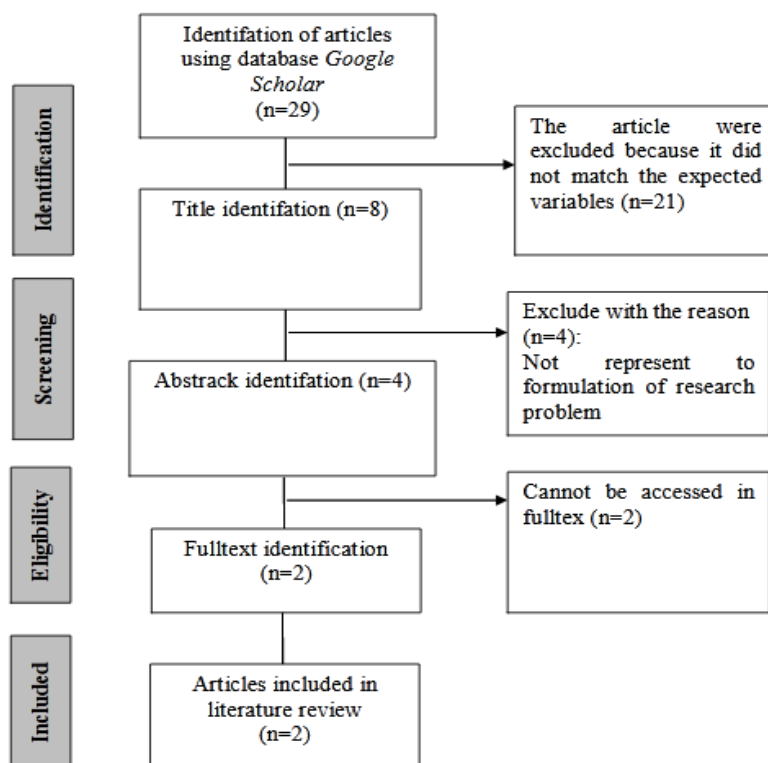 Identifation of articles
using database Google
Scholar
(n=29)
Identification
The article were
excluded because it did
not match the expected
variables (n=21)
Title identifation (n=8)
Screening
Exclude with the reason
(n=4):
Not represent to
formulation of research
problem
Abstrack identifation (n=4)
Eligibility
Cannot be accessed in
fulltex (n=2)
Fulltext identification
(n=2)
Included
Articles included in
literature review
(n=2)